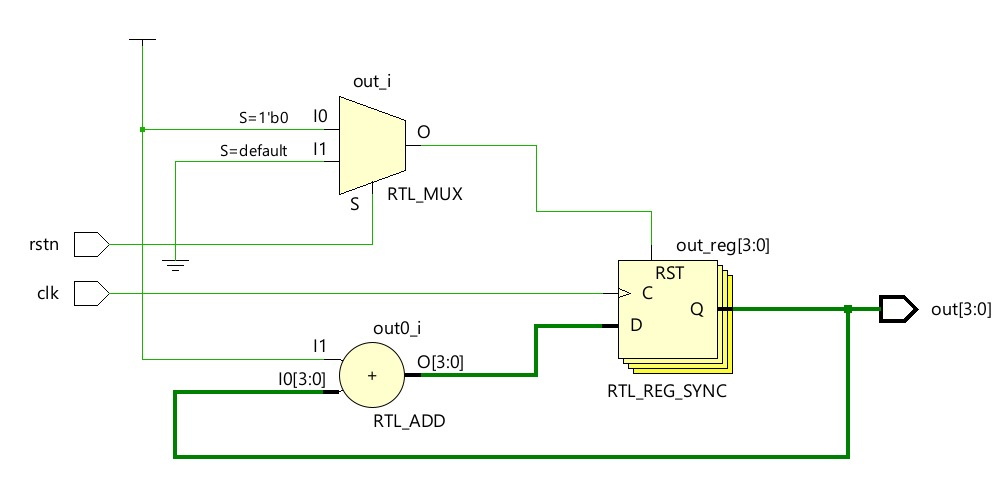 out_i
S=1'b0
I0
O
S=default
I1
S
RTL_MUX
rstn
out_reg[3:0]
RST
clk
C
Q
out[3:0]
D
out0_i
I1
O[3:0]
I0[3:0]
+
RTL_REG_SYNC
RTL_ADD